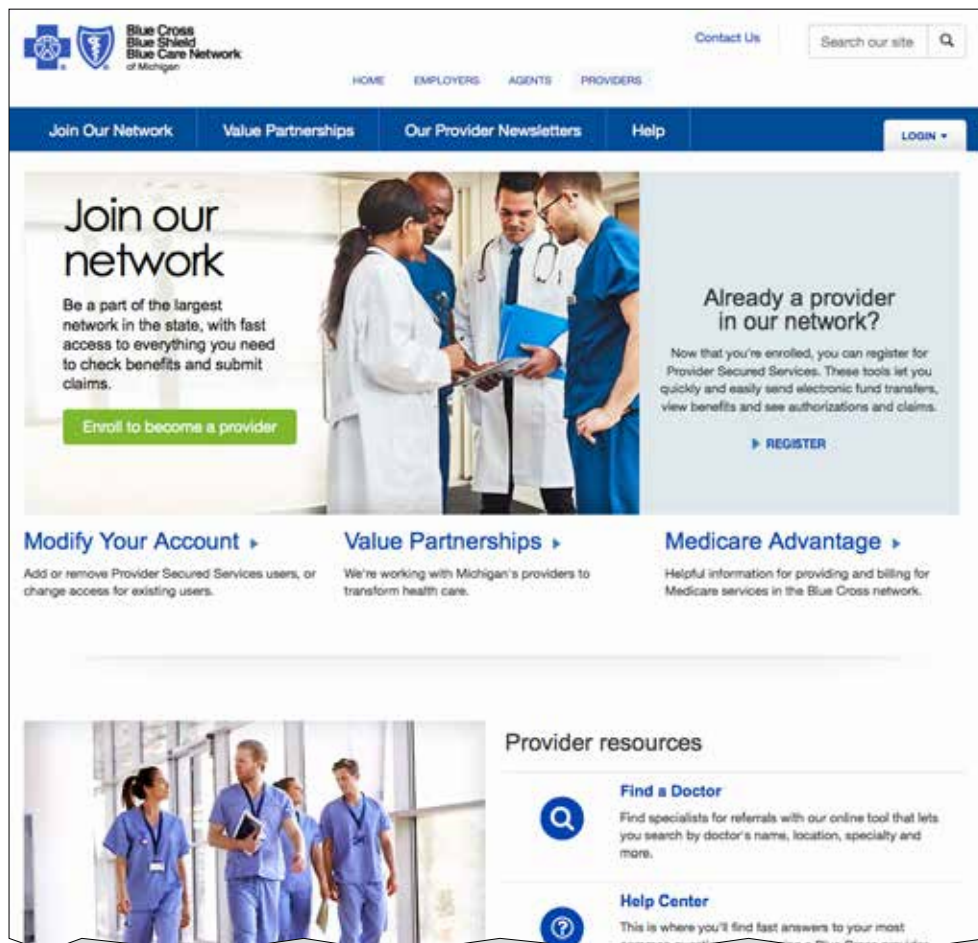 Blue Cross
Blue Shield
Blue Care Network
of Michigan
Contact Us
Search our site
HOME EMPLOYERS AGENTS PROVIDERS
Join Our Network Value Partnerships Our Provider Newsletters Help LOGIN
Join our
network
Be a part of the largest
network in the state, with fast
access to everything you need
to check benefits and submit
claims.
Enroll to become a provider
Already a provider
in our network?
Now that you're enrolled, you can register for
Provider Secured Services. These tools let you
quickly and easily send electronic fund transfers,
view benefits and see authorizations and claims.
REGISTER
Modify Your Account
Add or remove Provider Secured Services users, or
change access for existing users.
Value Partnerships
We're working with Michigan's providers to
transform health care.
Medicare Advantage
Helpful information for providing and billing for
Medicare services in the Blue Cross network.
Provider resources
Find a Doctor
Find specialists for referrals with our online tool that lets
you search by doctor's name, location, specialty and
more.
Help Center
This is where you'll find fast answers to your most